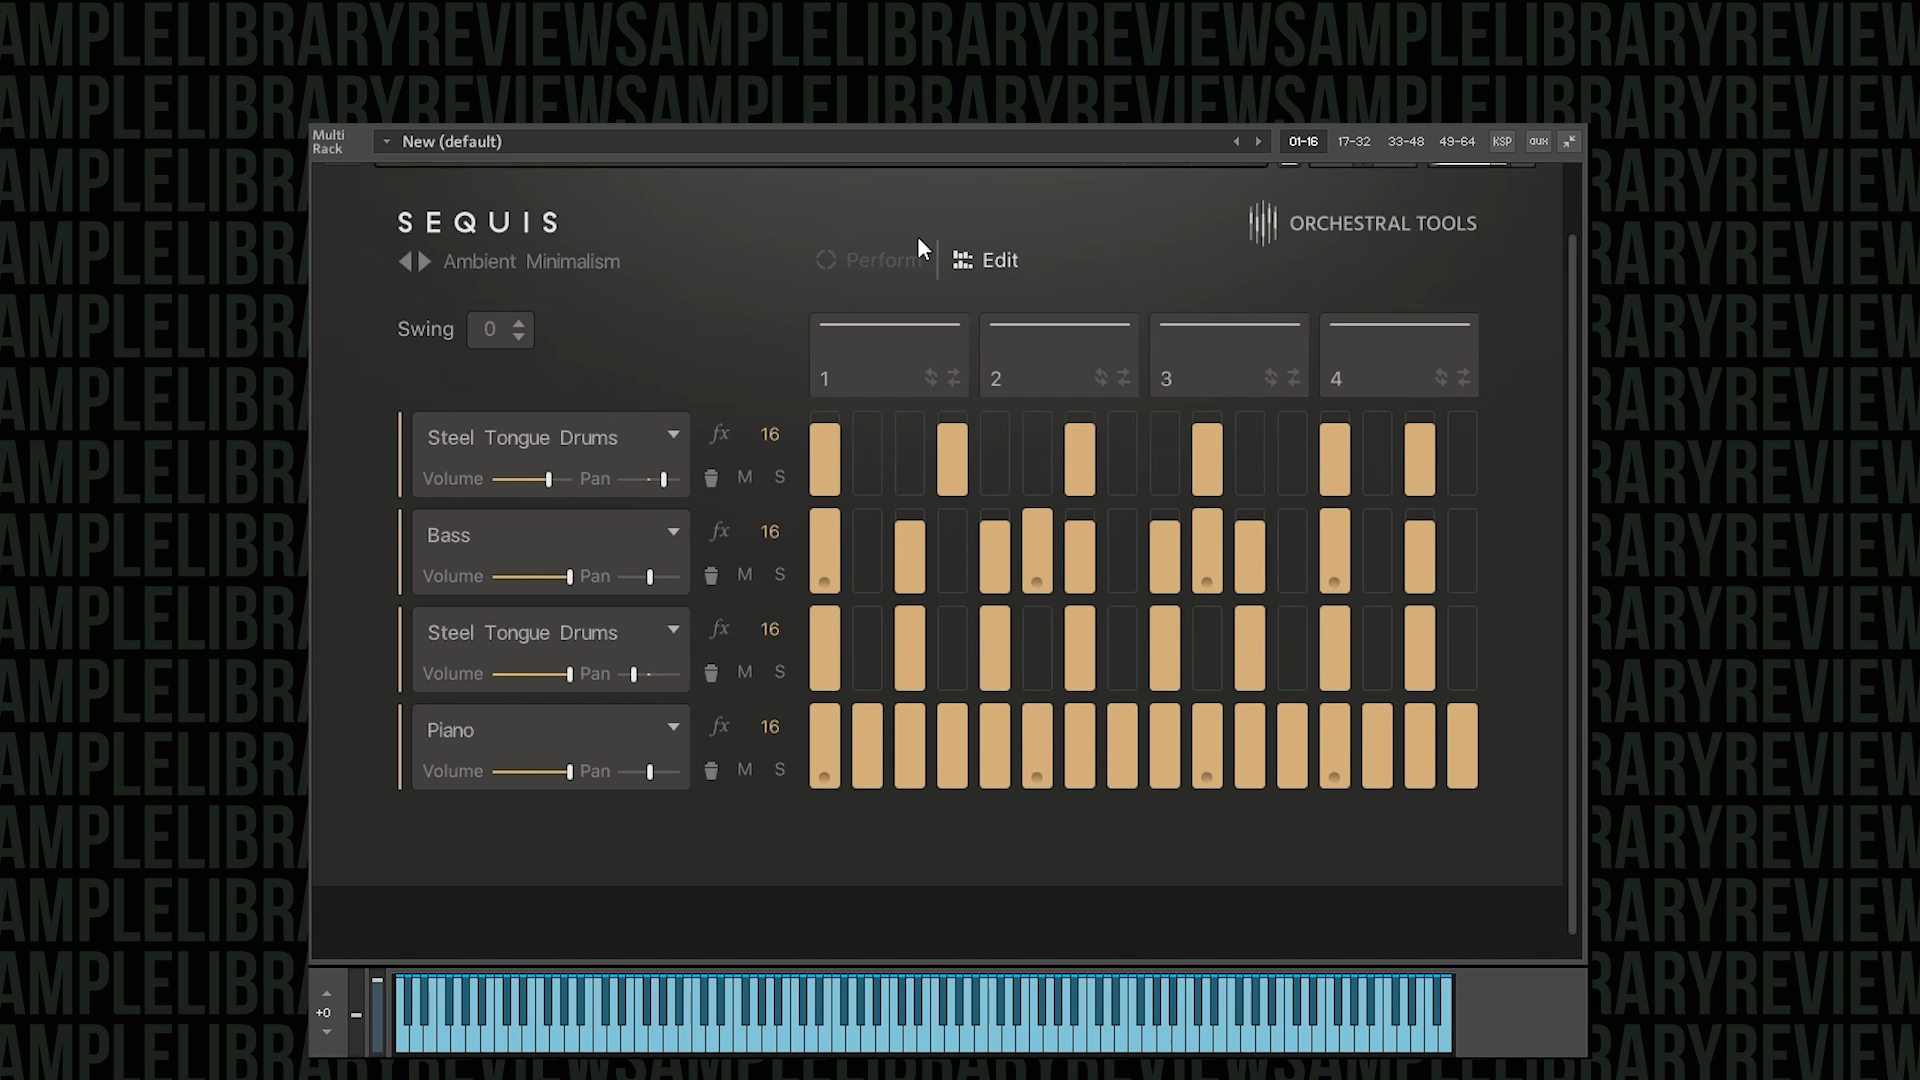 SAMPLELIBRARYREVIEWSAMPLELIBRARYREVIEW
SAMPLELIBRARYREVIEWSAMPLELIBRARYREVIEW
Multi
Rack
New (default)
01-16 17-32 33-48 49-64 KSP aux
SEQUIS
ORCHESTRAL TOOLS
Ambient Minimalism
Perform Edit
Swing 0
1 2 3 4
Steel Tongue Drums fx 16
Volume Pan M S
Bass fx 16
Volume Pan M S
Steel Tongue Drums fx 16
Volume Pan M S
Piano fx 16
Volume Pan M S
+0